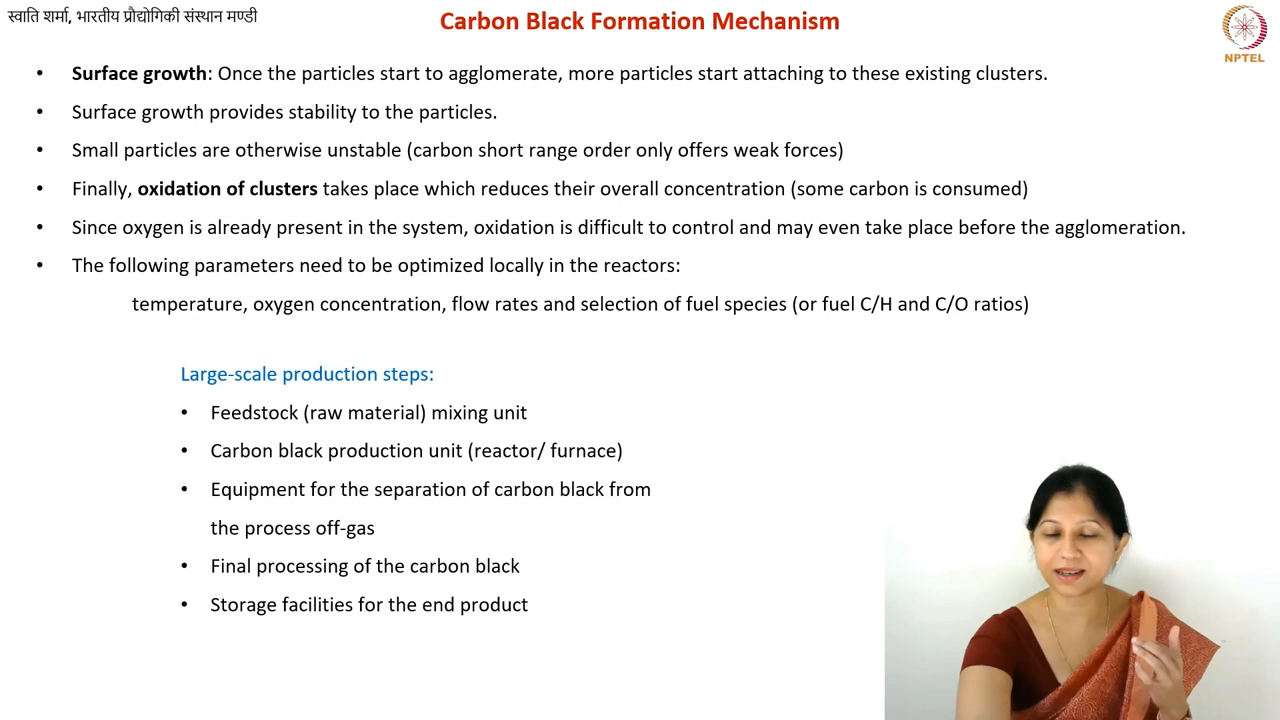 स्वाति शर्मा, भारतीय प्रौद्योगिकी संस्थान मण्डी
Carbon Black Formation Mechanism
NPTEL
• Surface growth: Once the particles start to agglomerate, more particles start attaching to these existing clusters.
• Surface growth provides stability to the particles.
• Small particles are otherwise unstable (carbon short range order only offers weak forces)
• Finally, oxidation of clusters takes place which reduces their overall concentration (some carbon is consumed)
• Since oxygen is already present in the system, oxidation is difficult to control and may even take place before the agglomeration.
• The following parameters need to be optimized locally in the reactors:
temperature, oxygen concentration, flow rates and selection of fuel species (or fuel C/H and C/O ratios)
Large-scale production steps:
• Feedstock (raw material) mixing unit
• Carbon black production unit (reactor/ furnace)
• Equipment for the separation of carbon black from
the process off-gas
• Final processing of the carbon black
• Storage facilities for the end product